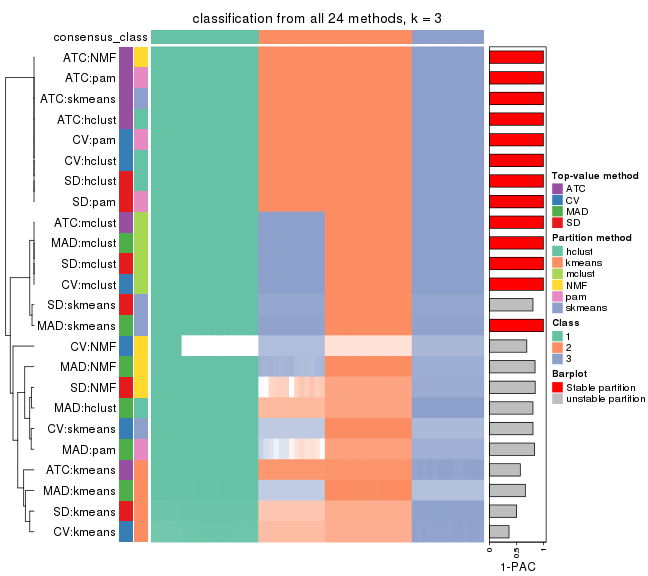 classification from all 24 methods, k = 3
consensus_class
ATC:NMF
ATC:pam
ATC:skmeans
ATC:hclust
CV:pam
CV:hclust
SD:hclust
SD:pam
ATC:mclust
MAD:mclust
SD:mclust
CV:mclust
SD:skmeans
MAD:skmeans
CV:NMF
MAD:NMF
SD:NMF
MAD:hclust
CV:skmeans
MAD:pam
ATC:kmeans
MAD:kmeans
SD:kmeans
CV:kmeans
0
0.5
1
1-PAC
Top-value method
ATC
CV
MAD
SD
Partition method
hclust
kmeans
mclust
NMF
pam
skmeans
Class
1
2
3
Barplot
Stable partition
unstable partition